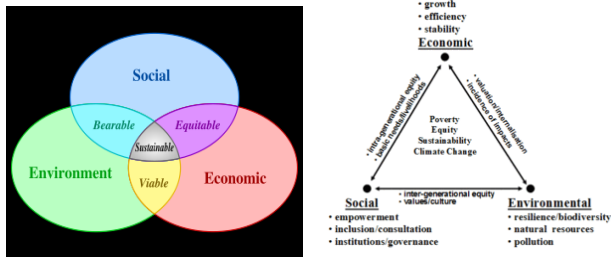 Social
Bearable
Equitable
Sustainable
Environment
Viable
Economic
• growth
• efficiency
• stability
Economic
• intra-generational equity
• basic needs/livelihoods
• valuation/internalisation
• incidence of impacts
Poverty
Equity
Sustainability
Climate Change
• inter-generational equity
• values/culture
Social
• empowerment
• inclusion/consultation
• institutions/governance
Environmental
• resilience/biodiversity
• natural resources
• pollution